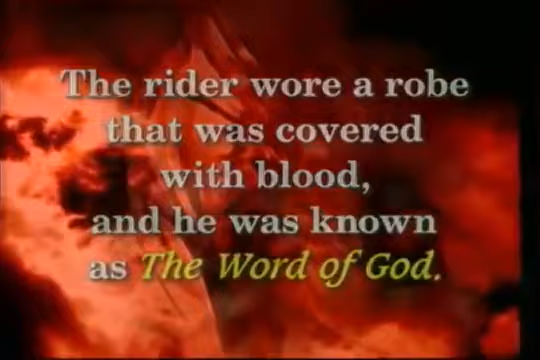 The rider wore a robe
that was covered
with blood,
and he was known
as The Word of God.